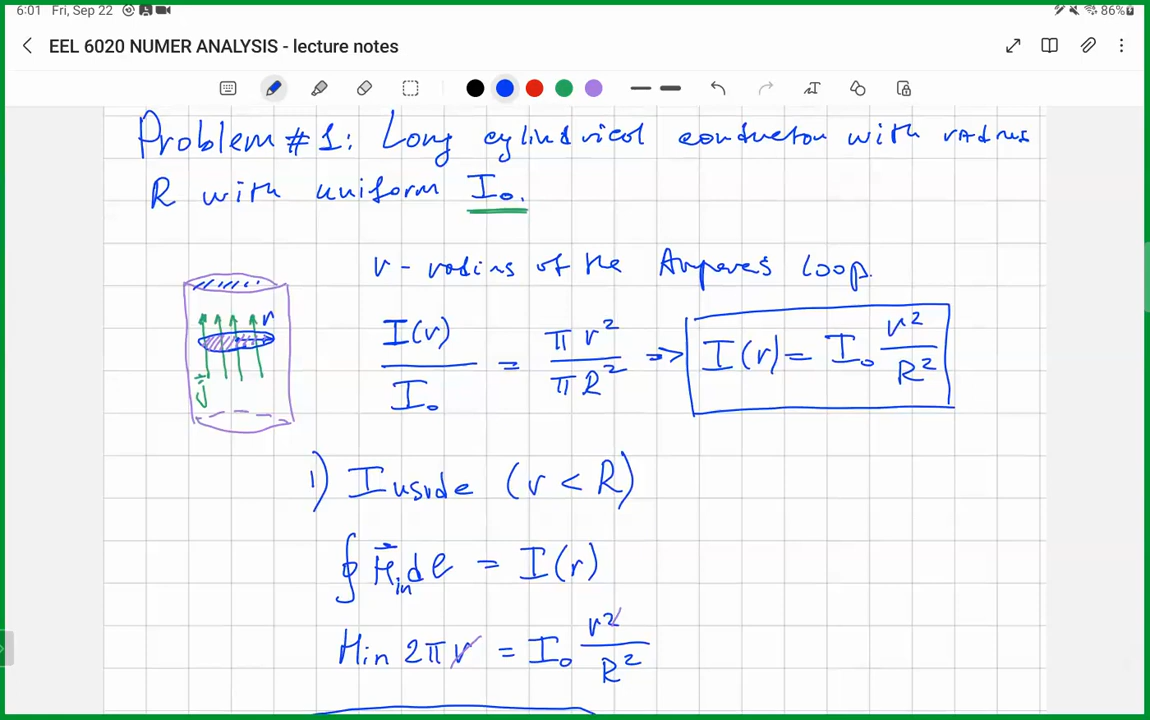 6:01 Fri, Sep 22
86%
EEL 6020 NUMER ANALYSIS - lecture notes
Problem #1: Long cylindrical conductor with radius
R with uniform I₀.
r - radius of the Ampere's loop.
I(r)/I₀ = πr²/πR² => I(r) = I₀ r²/R²
r
J⃗
1) Inside (r < R)
∮ H⃗in dℓ = I(r)
Hin 2πr = I₀ r²/R²